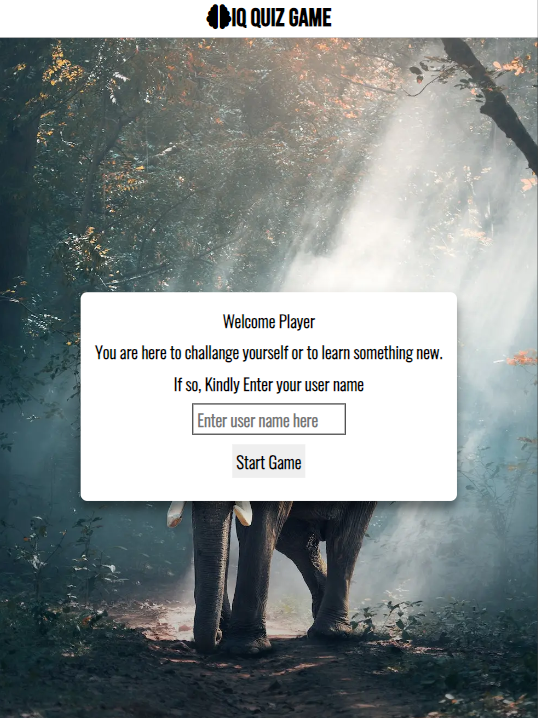 IQ QUIZ GAME
Welcome Player
You are here to challange yourself or to learn something new.
If so, Kindly Enter your user name
Enter user name here
Start Game